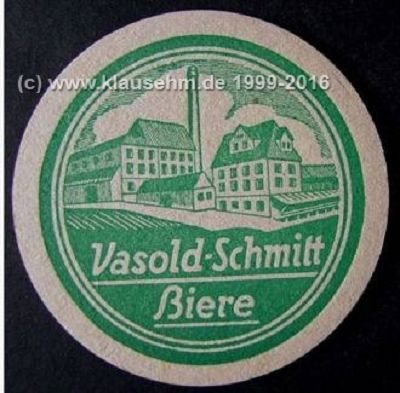 (c) www.klausehm.de 1999-2016
Vasold-Schmitt
Biere